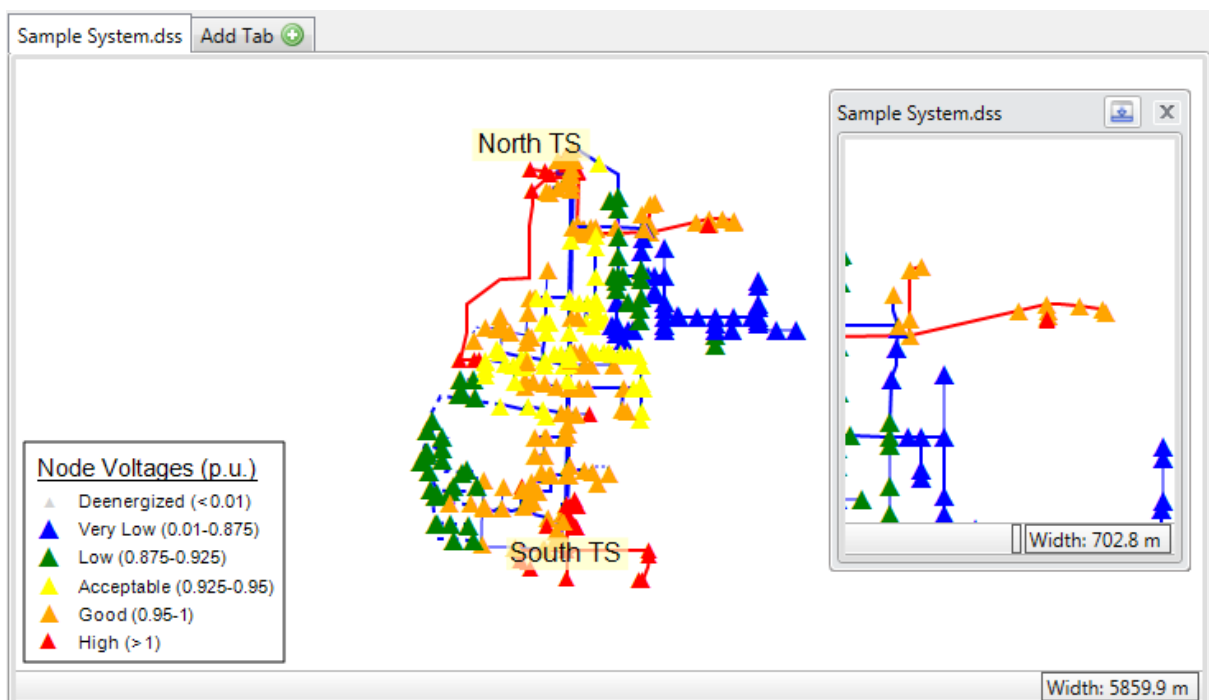 Sample System.dss
Add Tab
Sample System.dss
North TS
Width: 702.8 m
Node Voltages (p.u.)
Deenergized (<0.01)
Very Low (0.01-0.875)
Low (0.875-0.925)
Acceptable (0.925-0.95)
Good (0.95-1)
High (>1)
South TS
Width: 5859.9 m